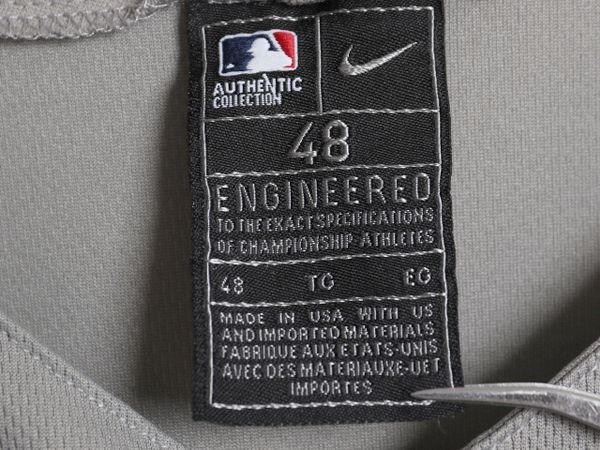 AUTHENTIC
COLLECTION
48
ENGINEERED
TO THE EXACT SPECIFICATIONS
OF CHAMPIONSHIP ATHLETES
48 TG EG
MADE IN USA WITH US
AND IMPORTED MATERIALS
FABRIQUE AUX ETATS-UNIS
AVEC DES MATERIAUXE-UET
IMPORTES